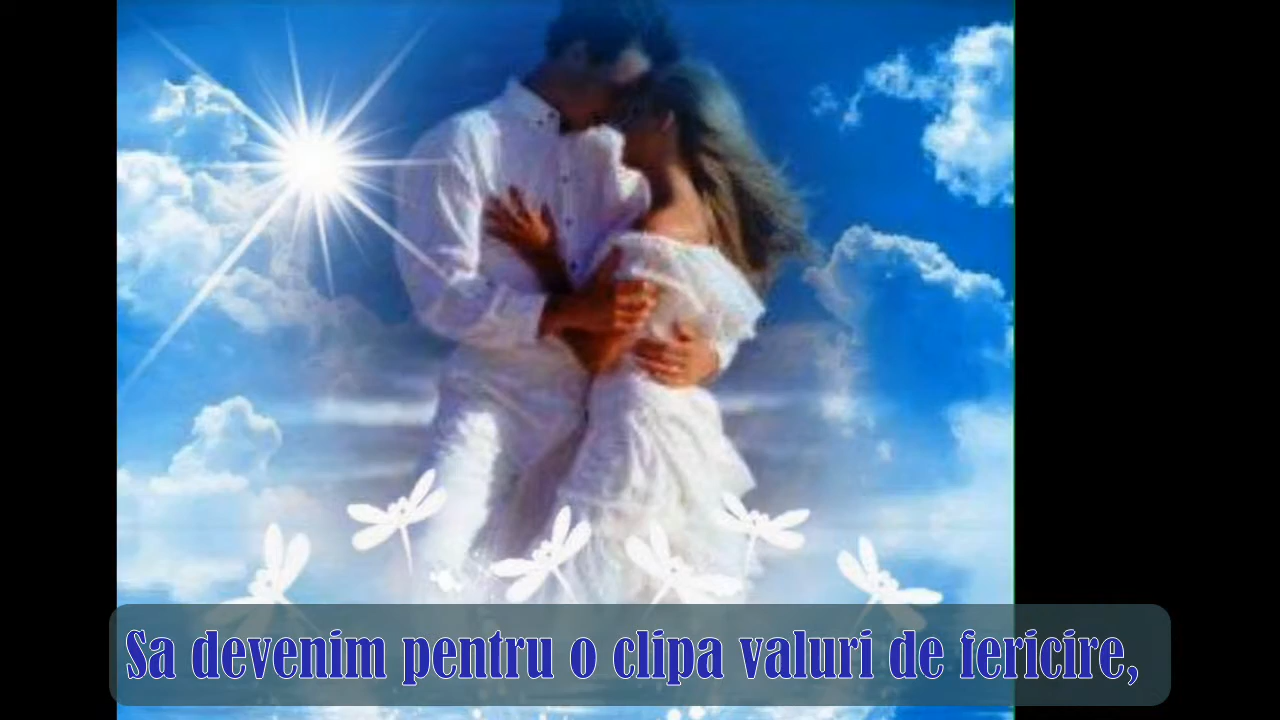 Sa devenim pentru o clipa valuri de fericire,